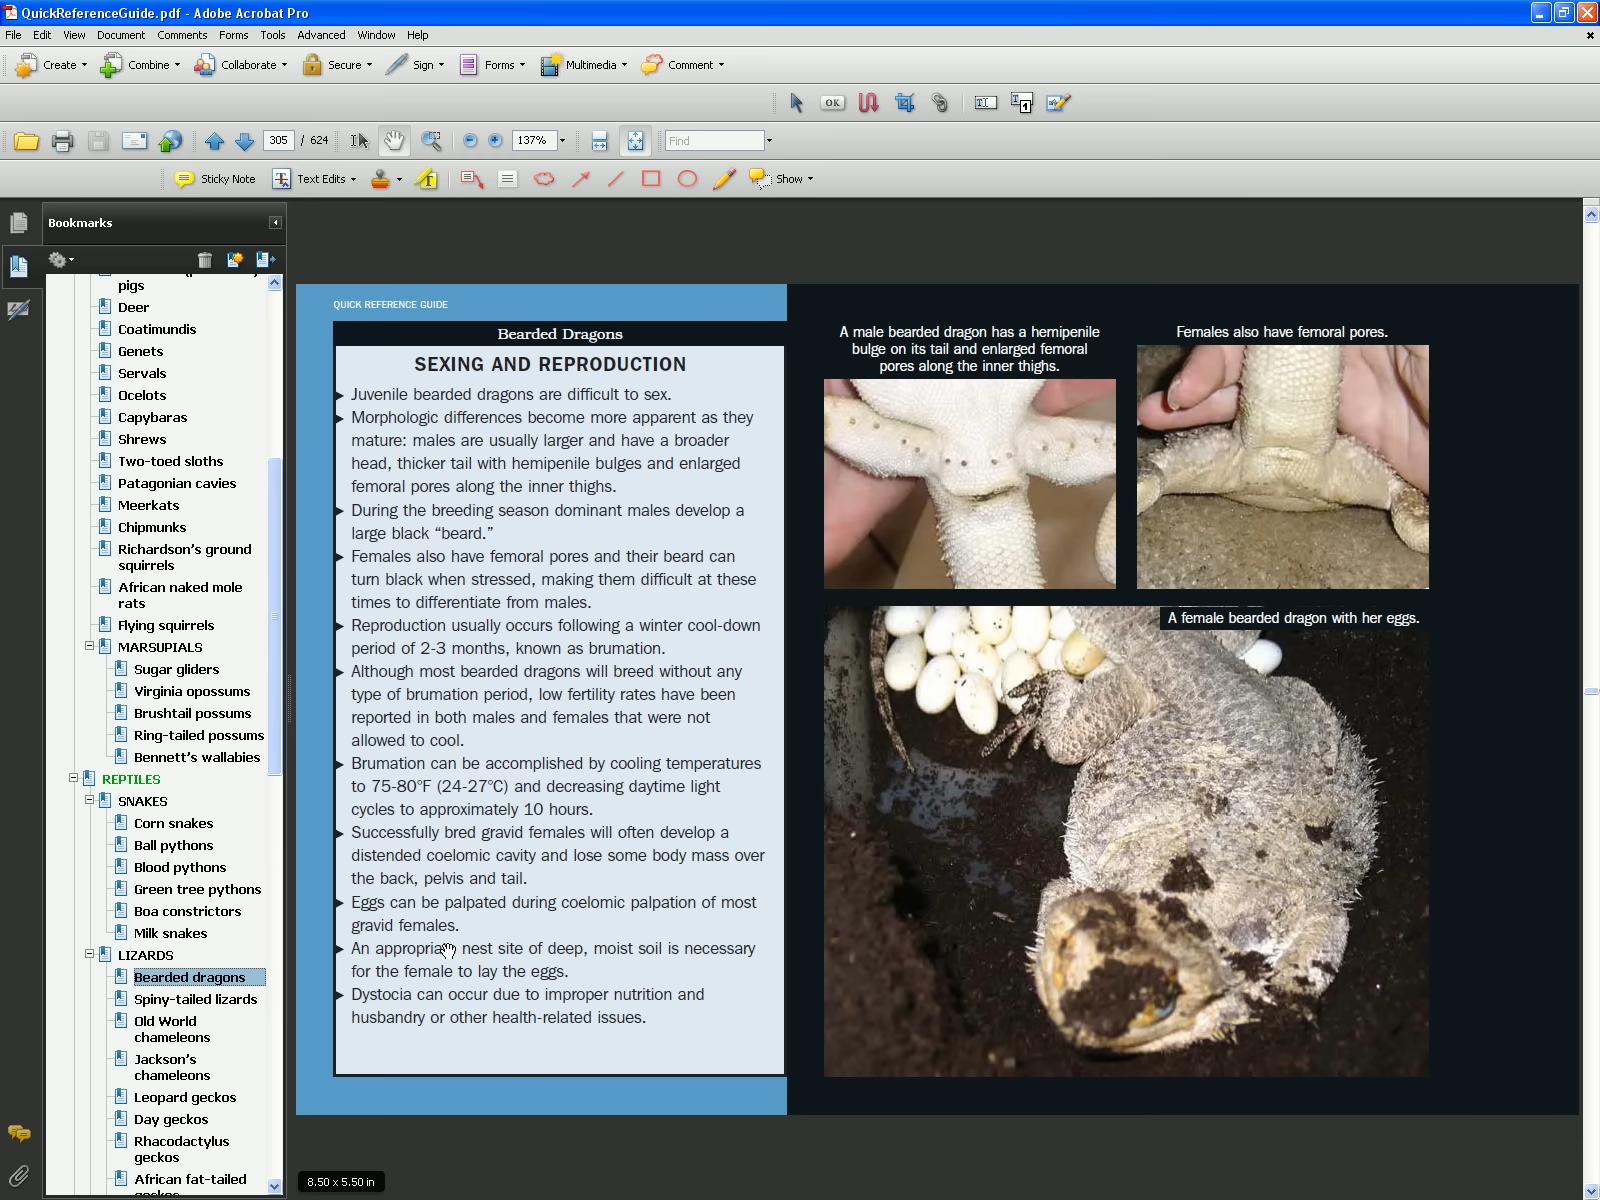 QuickReferenceGuide.pdf - Adobe Acrobat Pro
File Edit View Document Comments Forms Tools Advanced Window Help
Create Combine Collaborate Secure Sign Forms Multimedia Comment
OK
305 / 624 137% Find
Sticky Note Text Edits Show
Bookmarks
pigs
Deer
Coatimundis
Genets
Servals
Ocelots
Capybaras
Shrews
Two-toed sloths
Patagonian cavies
Meerkats
Chipmunks
Richardson's ground
squirrels
African naked mole
rats
Flying squirrels
MARSUPIALS
Sugar gliders
Virginia opossums
Brushtail possums
Ring-tailed possums
Bennett's wallabies
REPTILES
SNAKES
Corn snakes
Ball pythons
Blood pythons
Green tree pythons
Boa constrictors
Milk snakes
LIZARDS
Bearded dragons
Spiny-tailed lizards
Old World
chameleons
Jackson's
chameleons
Leopard geckos
Day geckos
Rhacodactylus
geckos
African fat-tailed
QUICK REFERENCE GUIDE
Bearded Dragons
SEXING AND REPRODUCTION
Juvenile bearded dragons are difficult to sex.
Morphologic differences become more apparent as they
mature: males are usually larger and have a broader
head, thicker tail with hemipenile bulges and enlarged
femoral pores along the inner thighs.
During the breeding season dominant males develop a
large black “beard.”
Females also have femoral pores and their beard can
turn black when stressed, making them difficult at these
times to differentiate from males.
Reproduction usually occurs following a winter cool-down
period of 2-3 months, known as brumation.
Although most bearded dragons will breed without any
type of brumation period, low fertility rates have been
reported in both males and females that were not
allowed to cool.
Brumation can be accomplished by cooling temperatures
to 75-80°F (24-27°C) and decreasing daytime light
cycles to approximately 10 hours.
Successfully bred gravid females will often develop a
distended coelomic cavity and lose some body mass over
the back, pelvis and tail.
Eggs can be palpated during coelomic palpation of most
gravid females.
An appropriate nest site of deep, moist soil is necessary
for the female to lay the eggs.
Dystocia can occur due to improper nutrition and
husbandry or other health-related issues.
A male bearded dragon has a hemipenile
bulge on its tail and enlarged femoral
pores along the inner thighs.
Females also have femoral pores.
A female bearded dragon with her eggs.
8.50 x 5.50 in